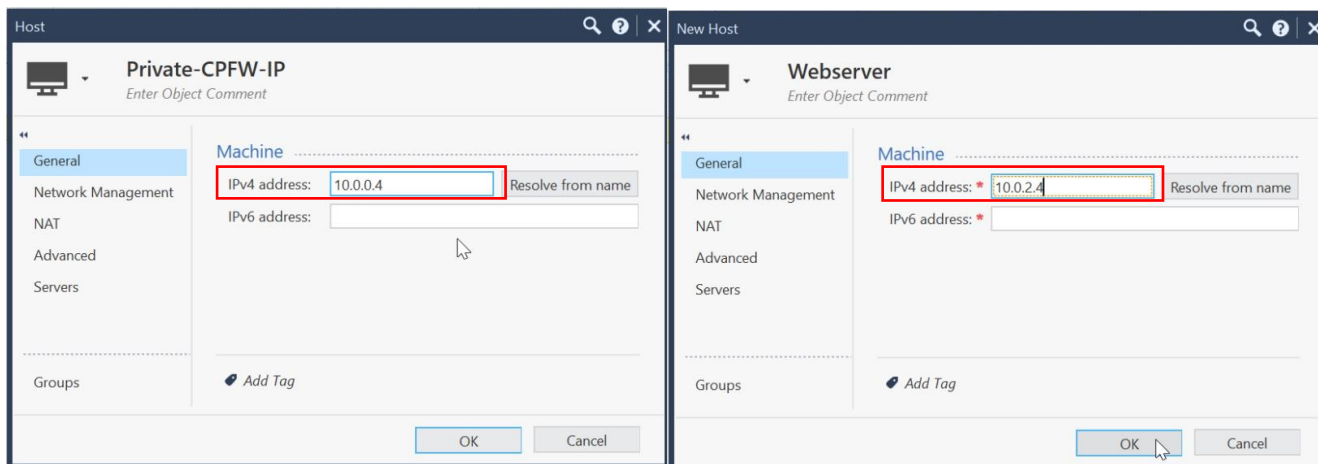 Host
Private-CPFW-IP
Enter Object Comment
General
Network Management
NAT
Advanced
Servers
Groups
Machine
IPv4 address: 10.0.0.4 Resolve from name
IPv6 address:
Add Tag
OK Cancel
New Host
Webserver
Enter Object Comment
General
Network Management
NAT
Advanced
Servers
Groups
Machine
IPv4 address: * 10.0.2.4 Resolve from name
IPv6 address: *
Add Tag
OK Cancel